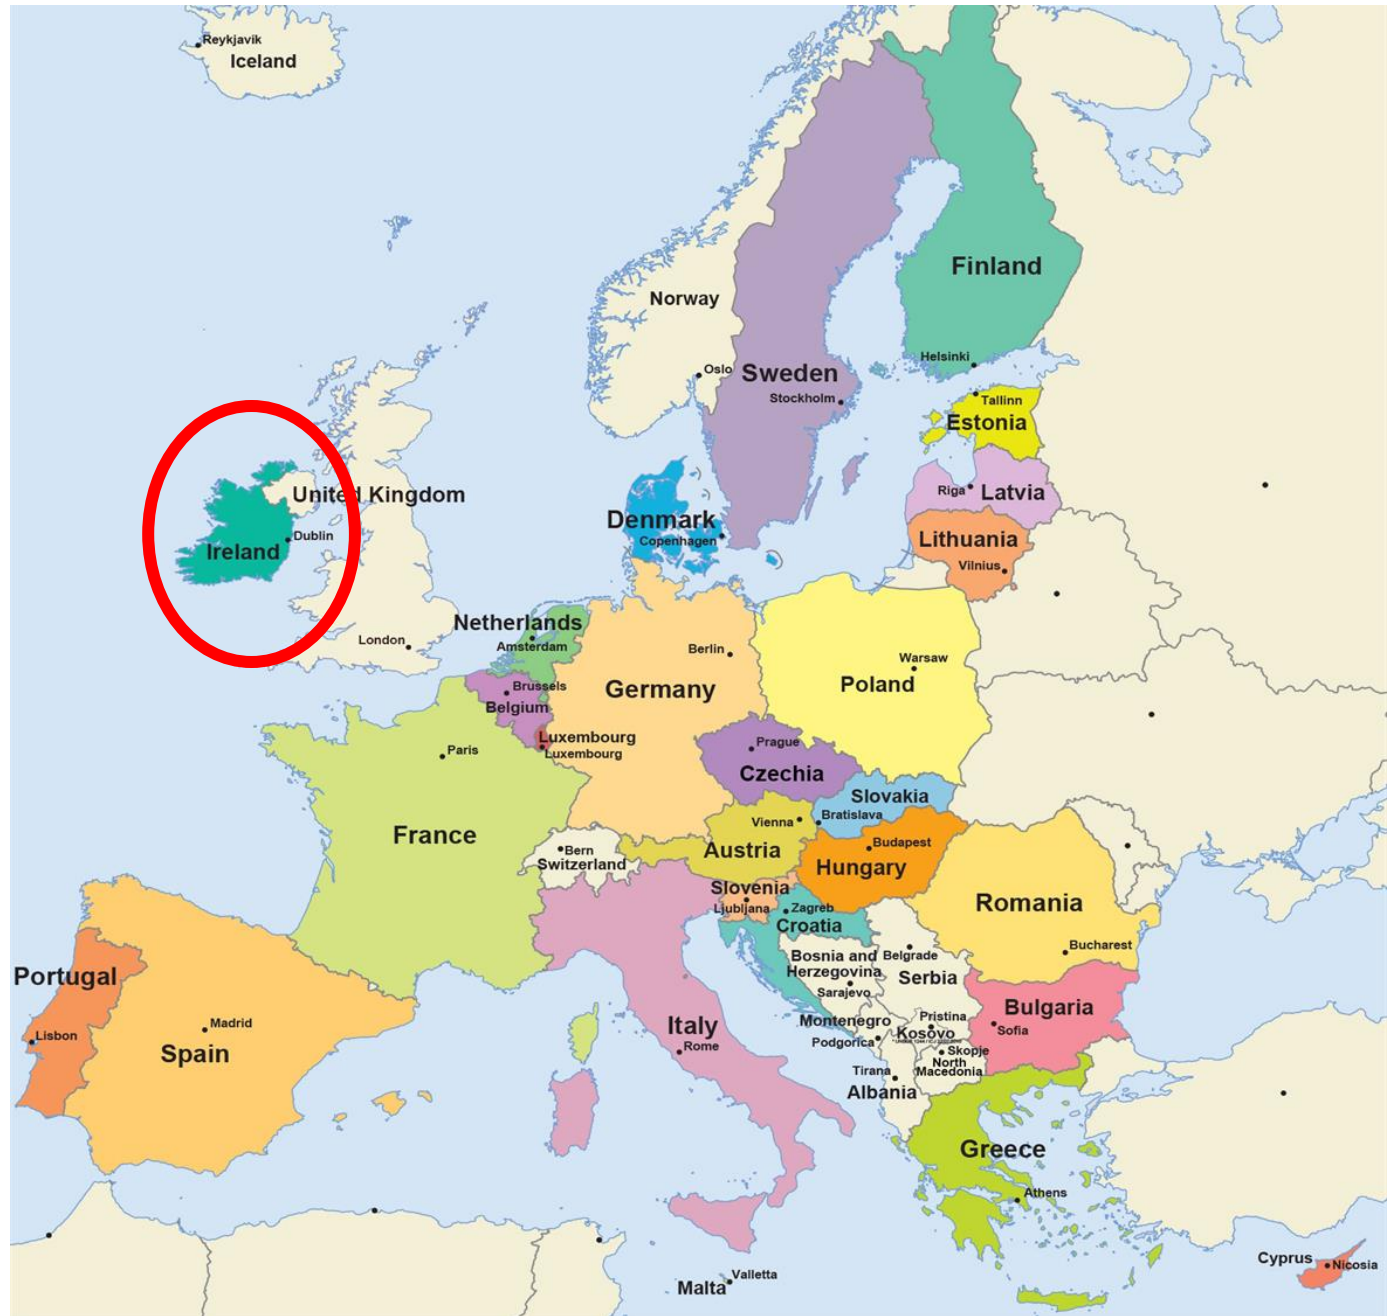 Reykjavik
Iceland
Finland
Norway
Helsinki
Oslo
Sweden
Stockholm
Tallinn
Estonia
Riga
Latvia
United Kingdom
Denmark
Copenhagen
Dublin
Ireland
Lithuania
Vilnius
Netherlands
Amsterdam
London
Berlin
Warsaw
Poland
Germany
Brussels
Belgium
Luxembourg
Luxembourg
Paris
Prague
Czechia
Slovakia
Bratislava
Vienna
France
Bern
Switzerland
Austria
Budapest
Hungary
Slovenia
Ljubljana
Zagreb
Croatia
Romania
Bucharest
Bosnia and
Herzegovina
Sarajevo
Belgrade
Serbia
Portugal
Lisbon
Madrid
Spain
Italy
Rome
Montenegro
Podgorica
Pristina
Kosovo
Bulgaria
Sofia
Skopje
North
Macedonia
Tirana
Albania
Greece
Athens
Malta
Valletta
Cyprus
Nicosia